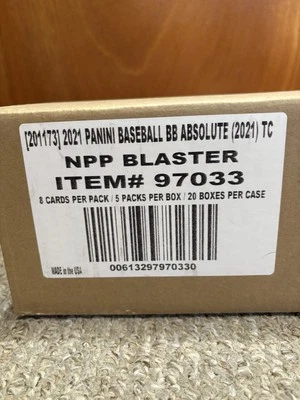 [201173] 2021 PANINI BASEBALL BB ABSOLUTE (2021) TC
NPP BLASTER
ITEM# 97033
8 CARDS PER PACK / 5 PACKS PER BOX / 20 BOXES PER CASE
MADE in the USA
00613297970330